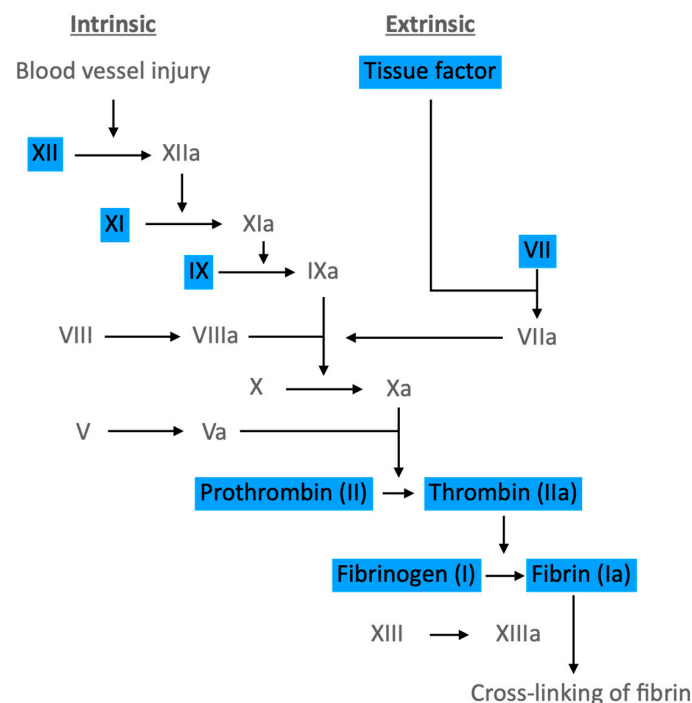 Intrinsic Extrinsic
Blood vessel injury Tissue factor
XII XIIa
XI XIa
VII
IX IXa
VIII VIIIa VIIa
X Xa
V Va
Prothrombin (II) Thrombin (IIa)
Fibrinogen (I) Fibrin (Ia)
XIII XIIIa
Cross-linking of fibrin